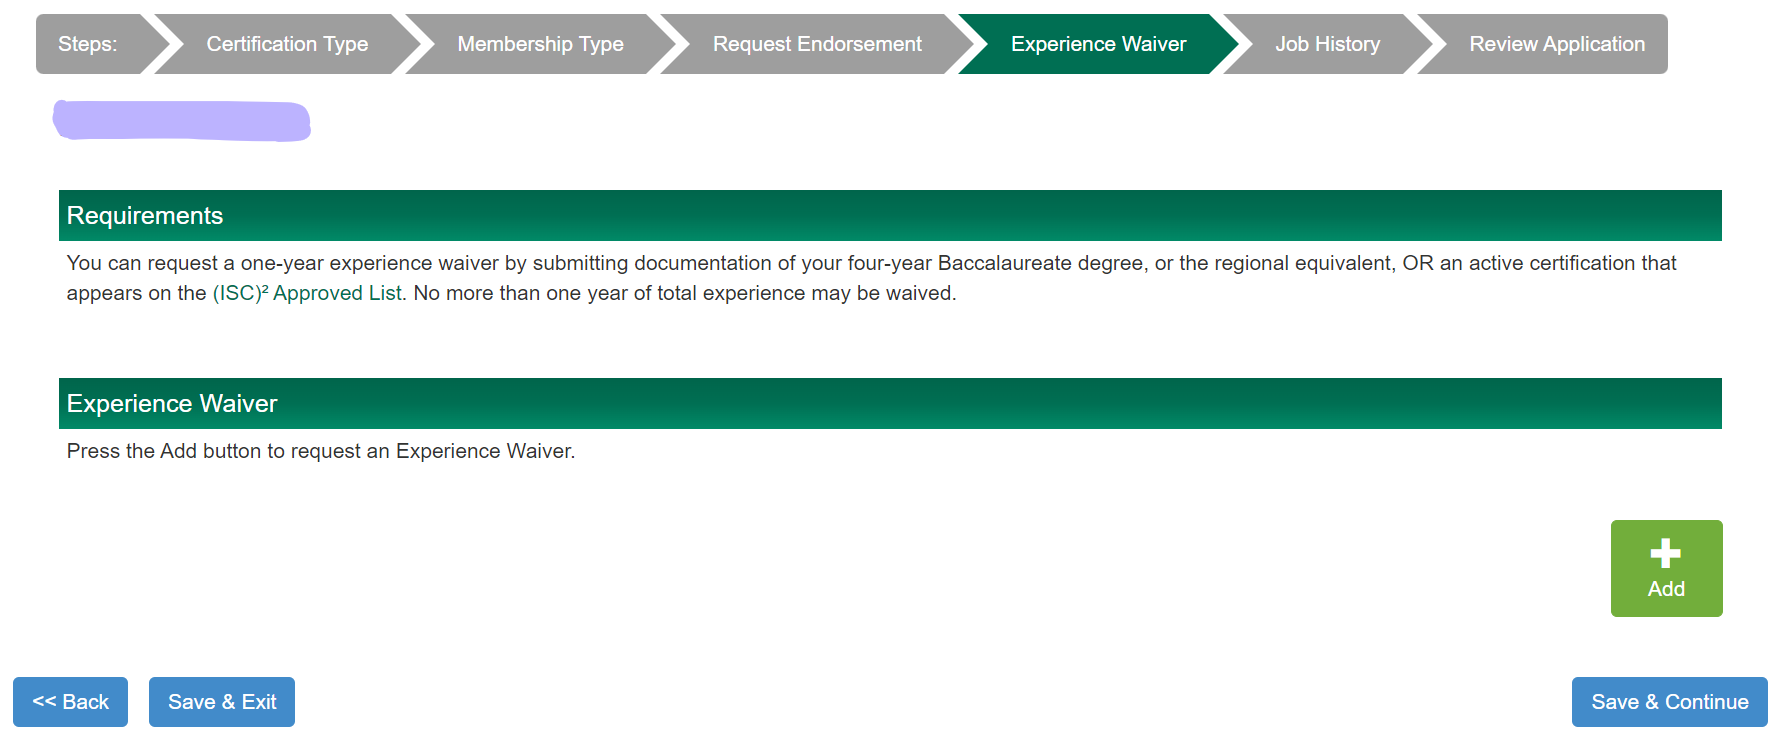 Steps: Certification Type Membership Type Request Endorsement Experience Waiver Job History Review Application
Requirements
You can request a one-year experience waiver by submitting documentation of your four-year Baccalaureate degree, or the regional equivalent, OR an active certification that
appears on the (ISC)² Approved List. No more than one year of total experience may be waived.
Experience Waiver
Press the Add button to request an Experience Waiver.
Add
<< Back Save & Exit Save & Continue